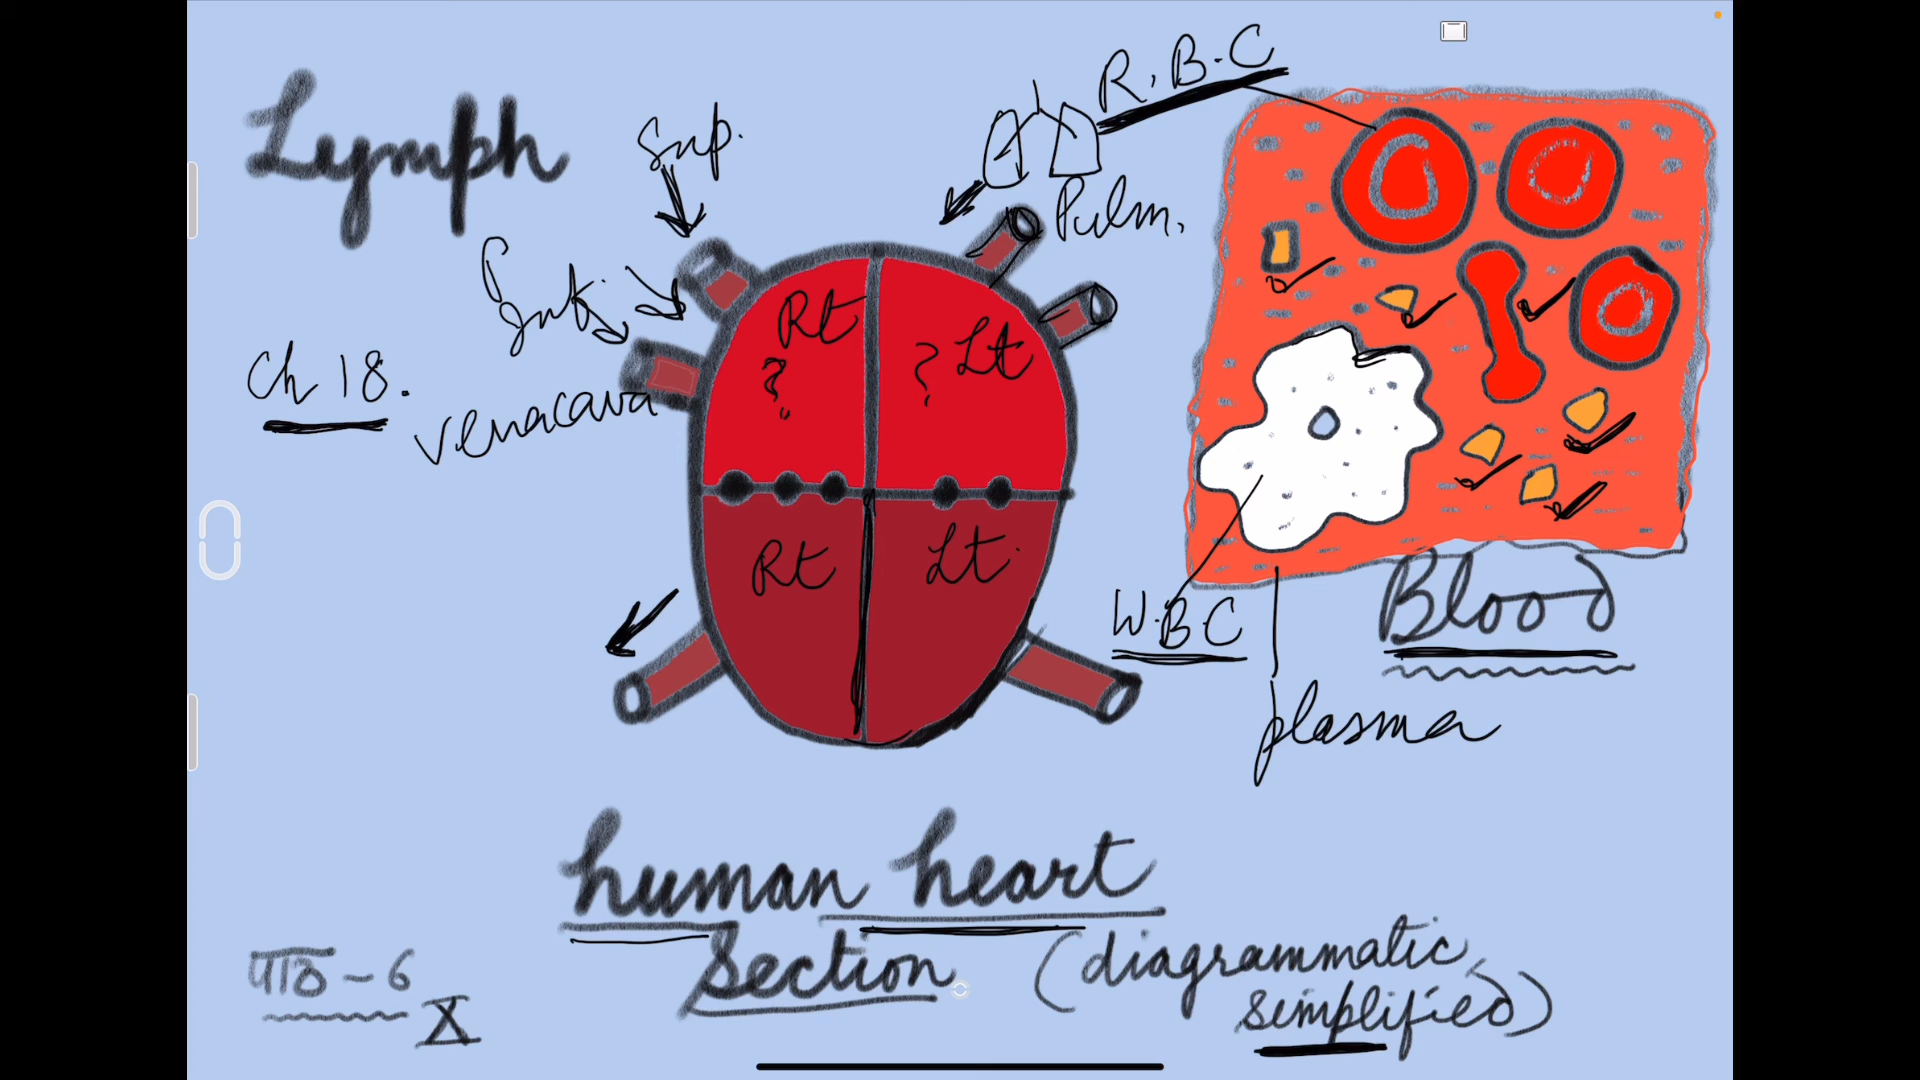 Lymph
Sup.
R.B.C
Pulm.
Inf.
Rt
Lt
?
?
Ch 18.
venacava
Rt
Lt.
W.B.C
Blood
plasma
human heart
Section (diagrammatic,
simplified)
X